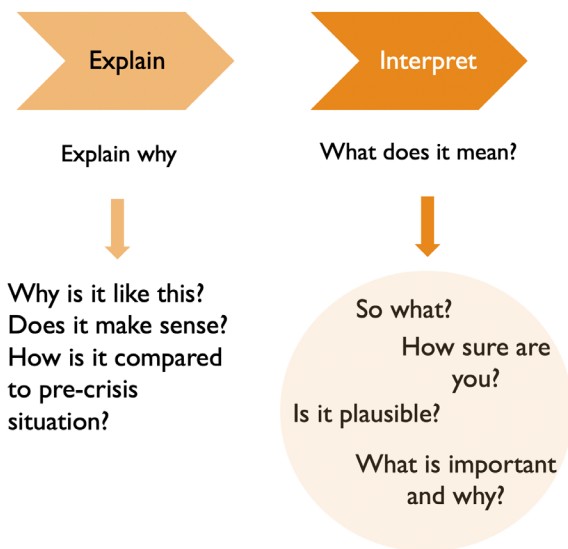 Explain
Interpret
Explain why
What does it mean?
Why is it like this?
Does it make sense?
How is it compared
to pre-crisis
situation?
So what?
How sure are
you?
Is it plausible?
What is important
and why?